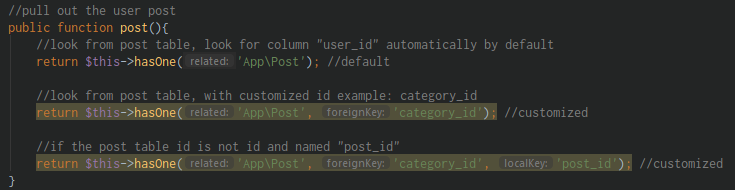 //pull out the user post
public function post(){
//look from post table, look for column "user_id" automatically by default
return $this->hasOne( related: 'App\Post'); //default
//look from post table, with customized id example: category_id
return $this->hasOne( related: 'App\Post', foreignKey: 'category_id'); //customized
//if the post table id is not id and named "post_id"
return $this->hasOne( related: 'App\Post', foreignKey: 'category_id', localKey: 'post_id'); //customized
}